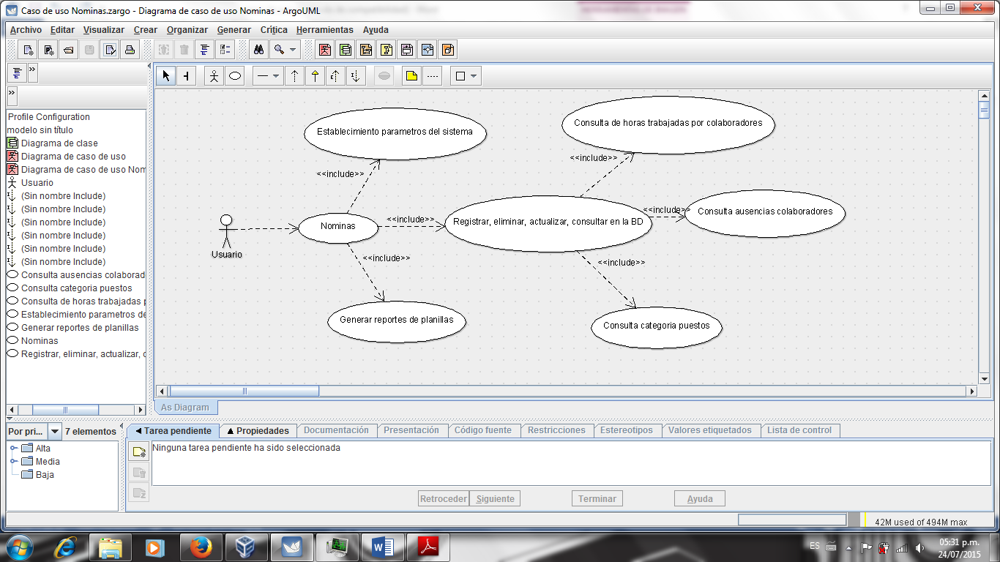 Caso de uso Nominas.zargo - Diagrama de caso de uso Nominas - ArgoUML
Archivo Editar Visualizar Crear Organizar Generar Crítica Herramientas Ayuda
Profile Configuration
modelo sin título
Diagrama de clase
Diagrama de caso de uso
Diagrama de caso de uso Nom
Usuario
(Sin nombre Include)
(Sin nombre Include)
(Sin nombre Include)
(Sin nombre Include)
(Sin nombre Include)
(Sin nombre Include)
Consulta ausencias colaborad
Consulta categoria puestos
Consulta de horas trabajadas p
Establecimiento parametros de
Generar reportes de planillas
Nominas
Registrar, eliminar, actualizar, c
Establecimiento parametros del sistema
Consulta de horas trabajadas por colaboradores
<<include>>
<<include>>
Usuario
Nominas
<<include>>
Registrar, eliminar, actualizar, consultar en la BD
<<include>>
Consulta ausencias colaboradores
<<include>>
<<include>>
Generar reportes de planillas
Consulta categoria puestos
As Diagram
Por pri... 7 elementos
Alta
Media
Baja
Tarea pendiente Propiedades Documentación Presentación Código fuente Restricciones Estereotipos Valores etiquetados Lista de control
Ninguna tarea pendiente ha sido seleccionada
Retroceder Siguiente Terminar Ayuda
42M used of 494M max
ES
05:31 p.m.
24/07/2015